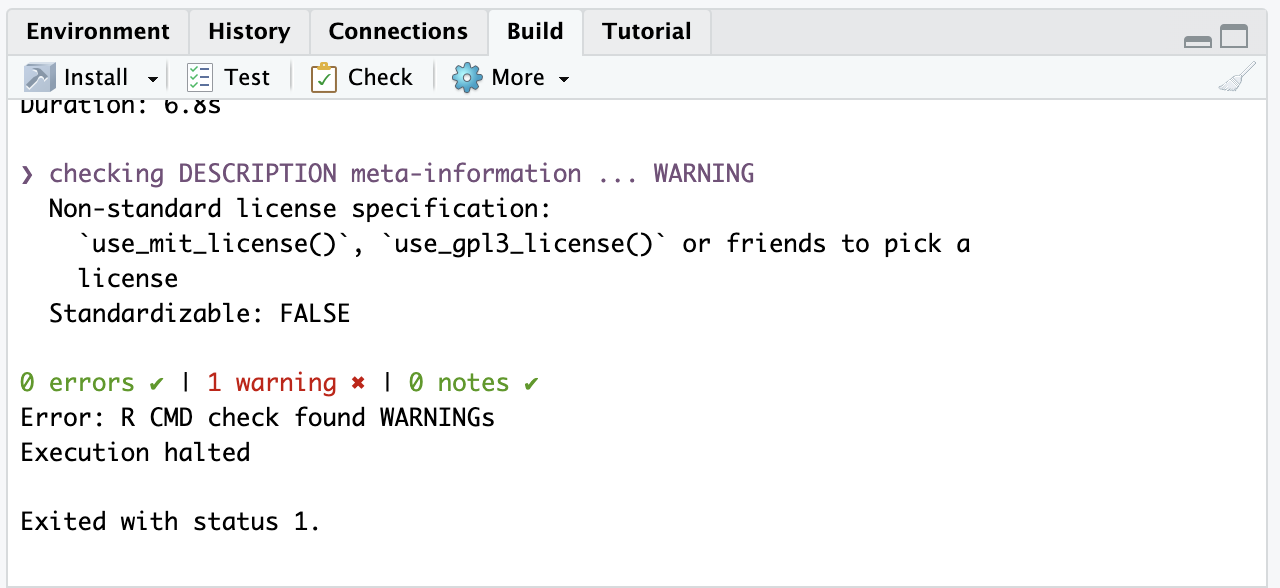 Environment History Connections Build Tutorial
Install Test Check More
Duration: 6.8s
❯ checking DESCRIPTION meta-information ... WARNING
Non-standard license specification:
`use_mit_license()`, `use_gpl3_license()` or friends to pick a
license
Standardizable: FALSE
0 errors ✔ | 1 warning ✖ | 0 notes ✔
Error: R CMD check found WARNINGs
Execution halted
Exited with status 1.